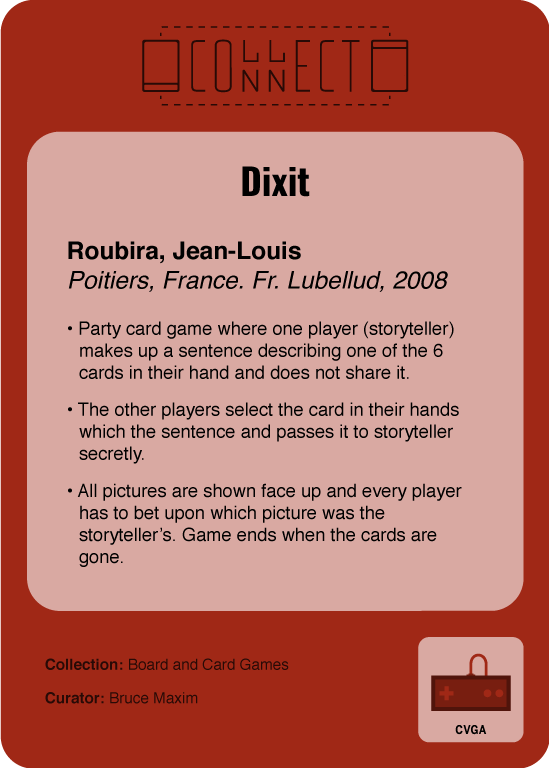 COLLECT
CONNECT
Dixit
Roubira, Jean-Louis
Poitiers, France. Fr. Lubellud, 2008
• Party card game where one player (storyteller)
makes up a sentence describing one of the 6
cards in their hand and does not share it.
• The other players select the card in their hands
which the sentence and passes it to storyteller
secretly.
• All pictures are shown face up and every player
has to bet upon which picture was the
storyteller's. Game ends when the cards are
gone.
Collection: Board and Card Games
Curator: Bruce Maxim
CVGA